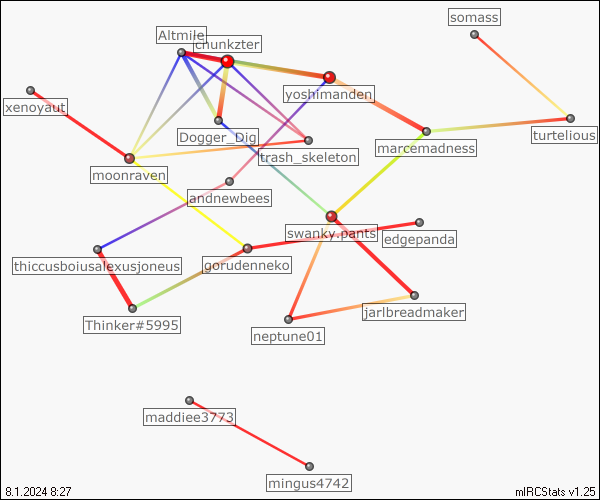 somass
Altmile
chunkzter
yoshimanden
xenoyaut
Dogger_Dig
turtelious
marcemadness
trash_skeleton
moonraven
andnewbees
swanky.pants
edgepanda
thiccusboiusalexusjoneus
gorudenneko
jarlbreadmaker
Thinker#5995
neptune01
maddiee3773
mingus4742
8.1.2024 8:27
mIRCStats v1.25